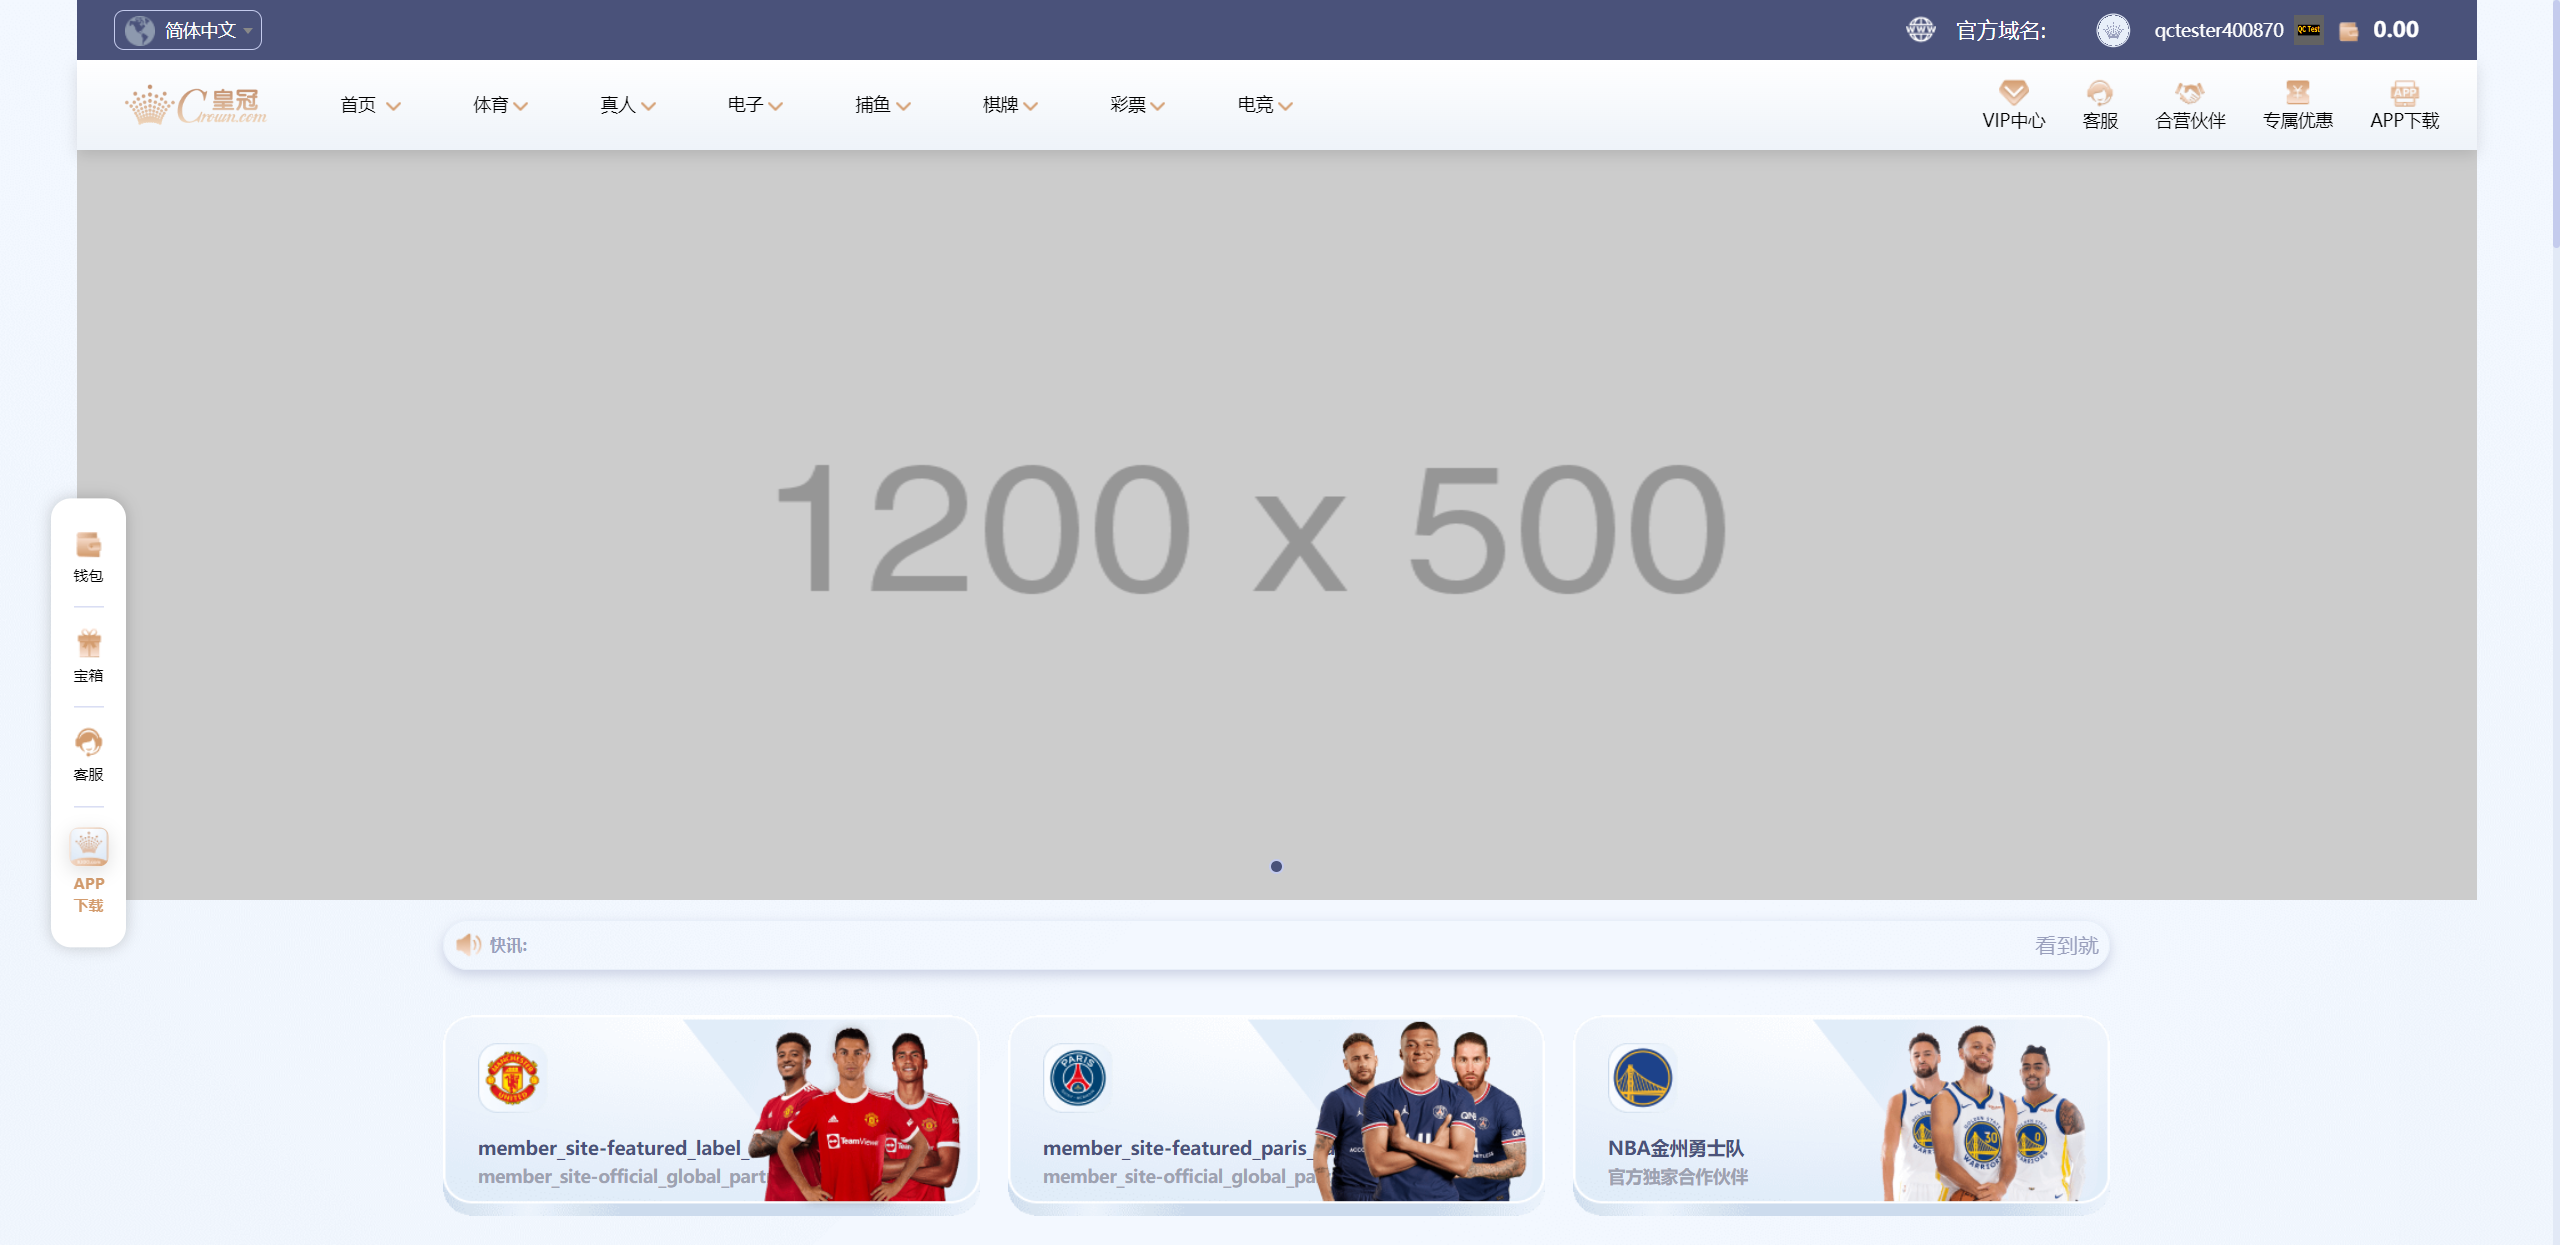 简体中文
官方域名:
qctester400870
QC Test
0.00
皇冠
Crown.com
首页
体育
真人
电子
捕鱼
棋牌
彩票
电竞
VIP中心
客服
合营伙伴
专属优惠
APP下载
1200 x 500
钱包
宝箱
客服
APP
下载
快讯:
看到就
member_site-featured_label_
member_site-official_global_part
member_site-featured_paris_
member_site-official_global_pa
NBA金州勇士队
官方独家合作伙伴